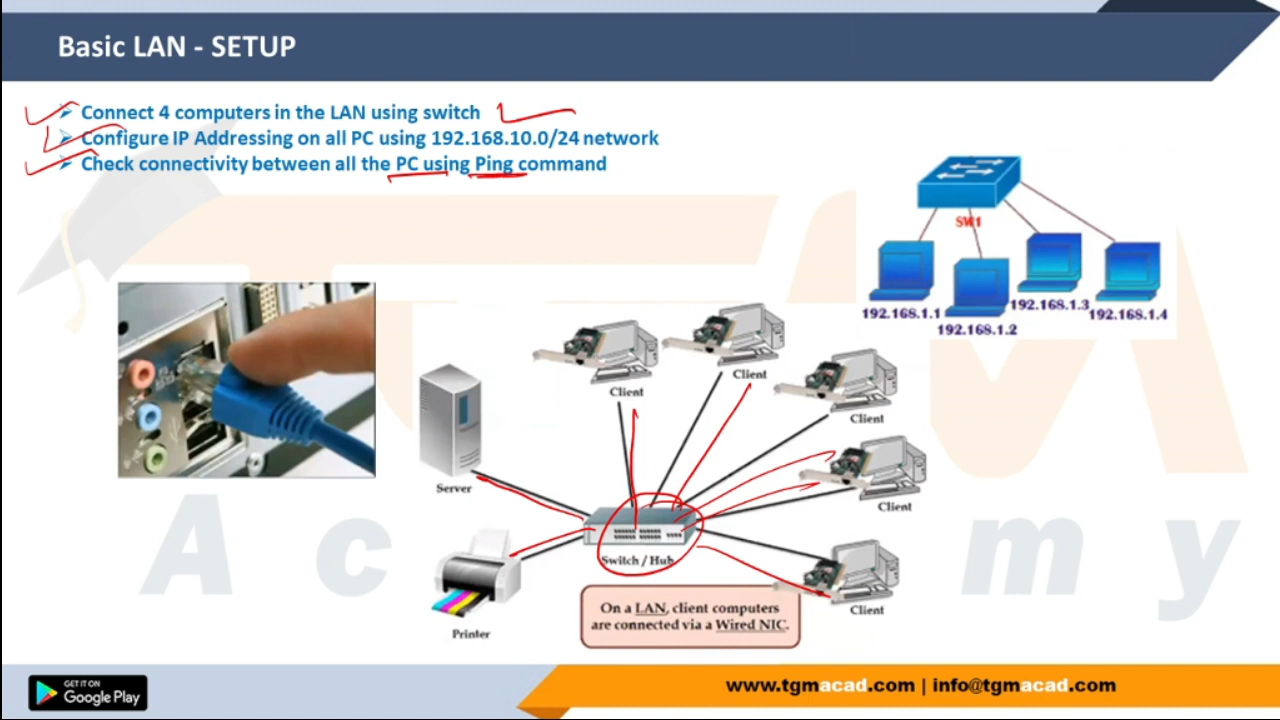 Basic LAN - SETUP
Connect 4 computers in the LAN using switch
Configure IP Addressing on all PC using 192.168.10.0/24 network
Check connectivity between all the PC using Ping command
SW1
192.168.1.1
192.168.1.2
192.168.1.3
192.168.1.4
Client
Client
Client
Client
Client
Server
Switch / Hub
Printer
On a LAN, client computers
are connected via a Wired NIC.
TGM
Ac my
GET IT ON
Google Play
www.tgmacad.com | info@tgmacad.com